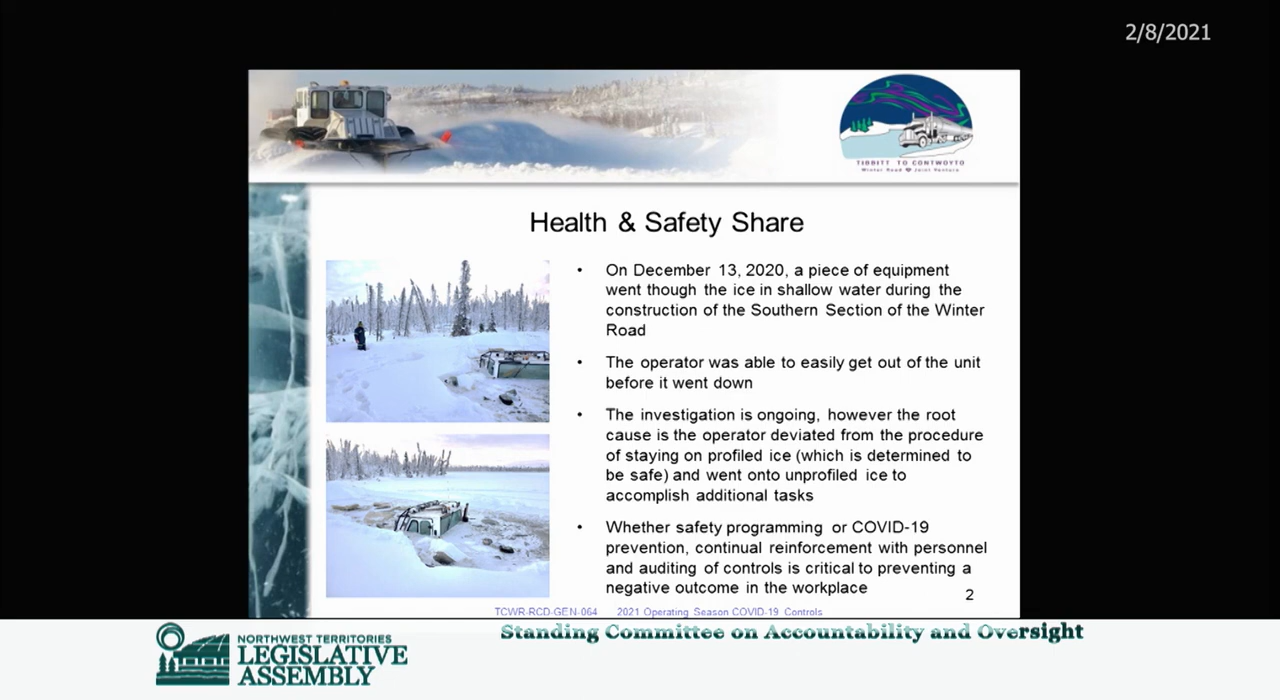 2/8/2021
TIBBITT TO CONTWOYTO
Winter Road Joint Venture
Health & Safety Share
• On December 13, 2020, a piece of equipment
went though the ice in shallow water during the
construction of the Southern Section of the Winter
Road
• The operator was able to easily get out of the unit
before it went down
• The investigation is ongoing, however the root
cause is the operator deviated from the procedure
of staying on profiled ice (which is determined to
be safe) and went onto unprofiled ice to
accomplish additional tasks
• Whether safety programming or COVID-19
prevention, continual reinforcement with personnel
and auditing of controls is critical to preventing a
negative outcome in the workplace
2
TCWR-RCD-GEN-064 2021 Operating Season COVID-19 Controls
Standing Committee on Accountability and Oversight
NORTHWEST TERRITORIES
LEGISLATIVE
ASSEMBLY